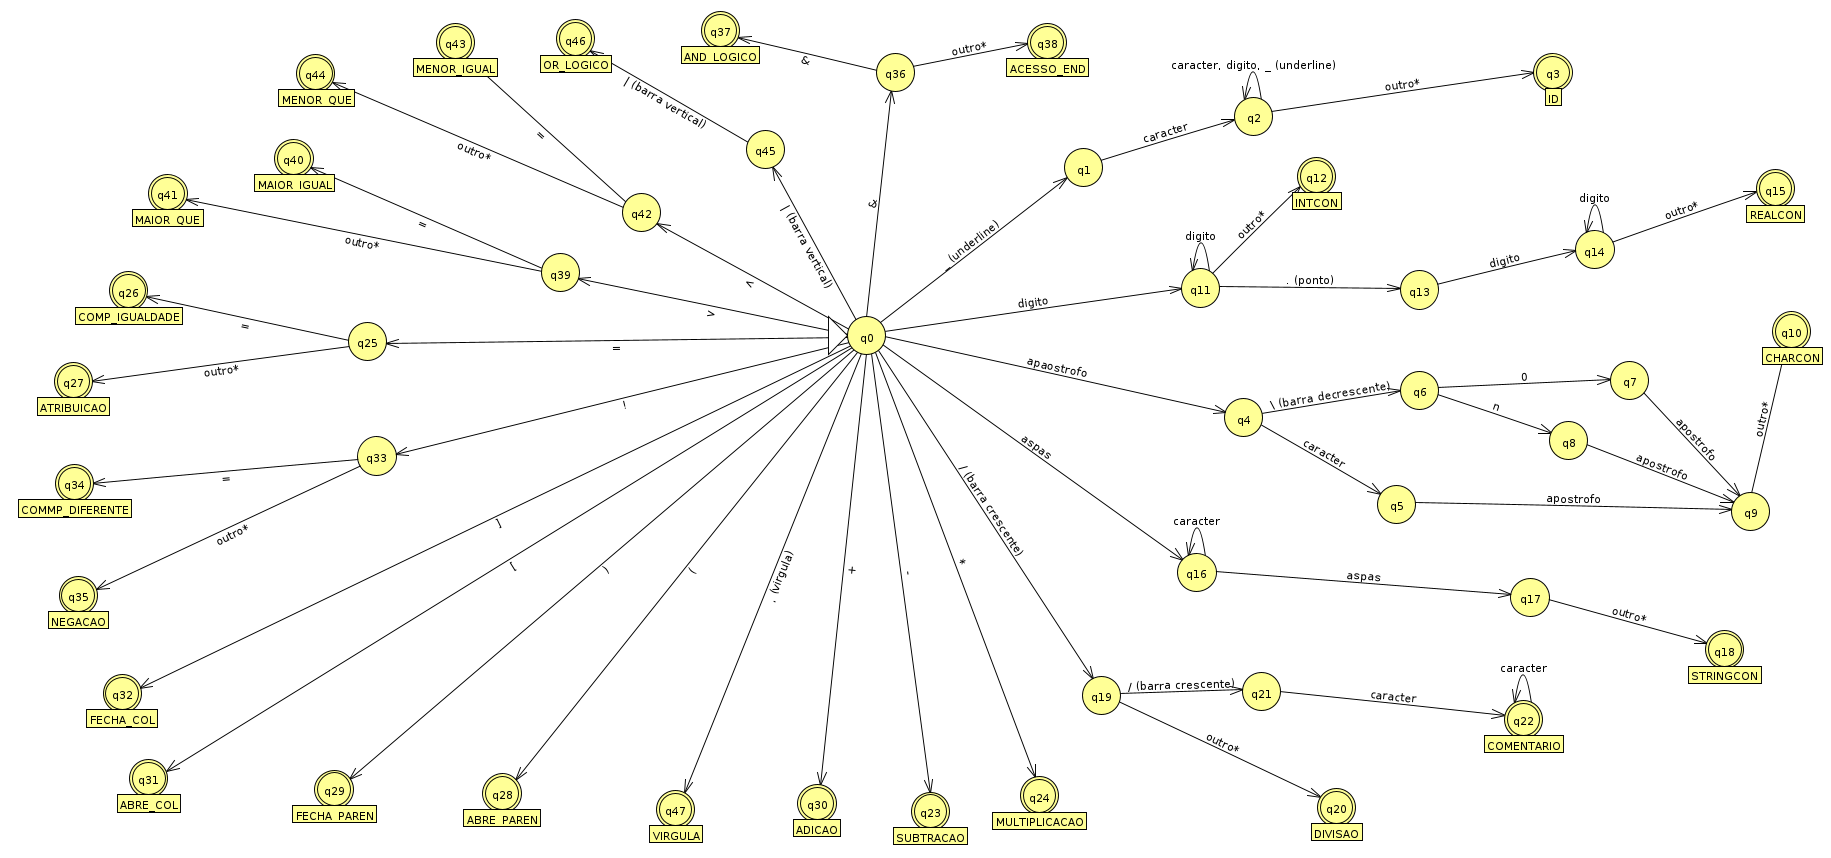 q37
AND_LOGICO
q46
OR_LOGICO
q43
MENOR_IGUAL
q38
ACESSO_END
outro*
&
q36
q44
MENOR_QUE
q3
ID
caracter, digito, _ (underline)
outro*
q2
| (barra vertical)
=
caracter
q45
outro*
q40
MAIOR_IGUAL
q1
q12
INTCON
q41
MAIOR_QUE
q15
REALCON
digito
outro*
q42
&
| (barra vertical)
_ (underline)
outro*
=
outro*
digito
q14
digito
q39
q11
. (ponto)
q13
q26
COMP_IGUALDADE
<
>
digito
=
q25
=
q0
q10
CHARCON
outro*
q27
ATRIBUICAO
apaostrofo
\ (barra decrescente)
q6
0
q7
n
!
q4
outro*
aspas
caracter
q8
apostrofo
apostrofo
q33
=
q34
COMMP_DIFERENTE
/ (barra crescente)
q5
apostrofo
q9
outro*
]
[
)
(
. (virgula)
+
-
*
caracter
q16
aspas
q17
q35
NEGACAO
outro*
q18
STRINGCON
q32
FECHA_COL
q19
/ (barra crescente)
q21
caracter
caracter
q22
COMENTARIO
outro*
q31
ABRE_COL
q29
FECHA_PAREN
q28
ABRE_PAREN
q47
VIRGULA
q30
ADICAO
q23
SUBTRACAO
q24
MULTIPLICACAO
q20
DIVISAO